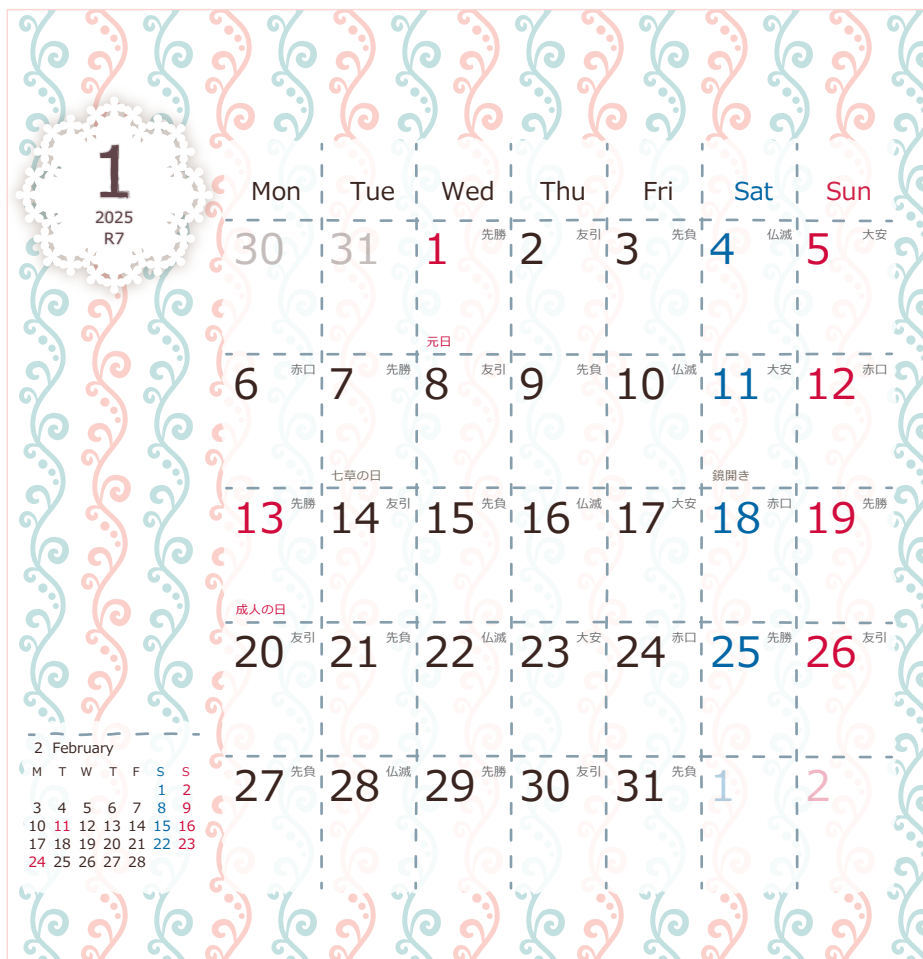 1
2025
R7
Mon Tue Wed Thu Fri Sat Sun
30 31 1 先勝 2 友引 3 先負 4 仏滅 5 大安
元日
6 赤口 7 先勝 8 友引 9 先負 10 仏滅 11 大安 12 赤口
七草の日 鏡開き
13 先勝 14 友引 15 先負 16 仏滅 17 大安 18 赤口 19 先勝
成人の日
20 友引 21 先負 22 仏滅 23 大安 24 赤口 25 先勝 26 友引
27 先負 28 仏滅 29 先勝 30 友引 31 先負 1 2
2 February
M T W T F S S
1 2
3 4 5 6 7 8 9
10 11 12 13 14 15 16
17 18 19 20 21 22 23
24 25 26 27 28